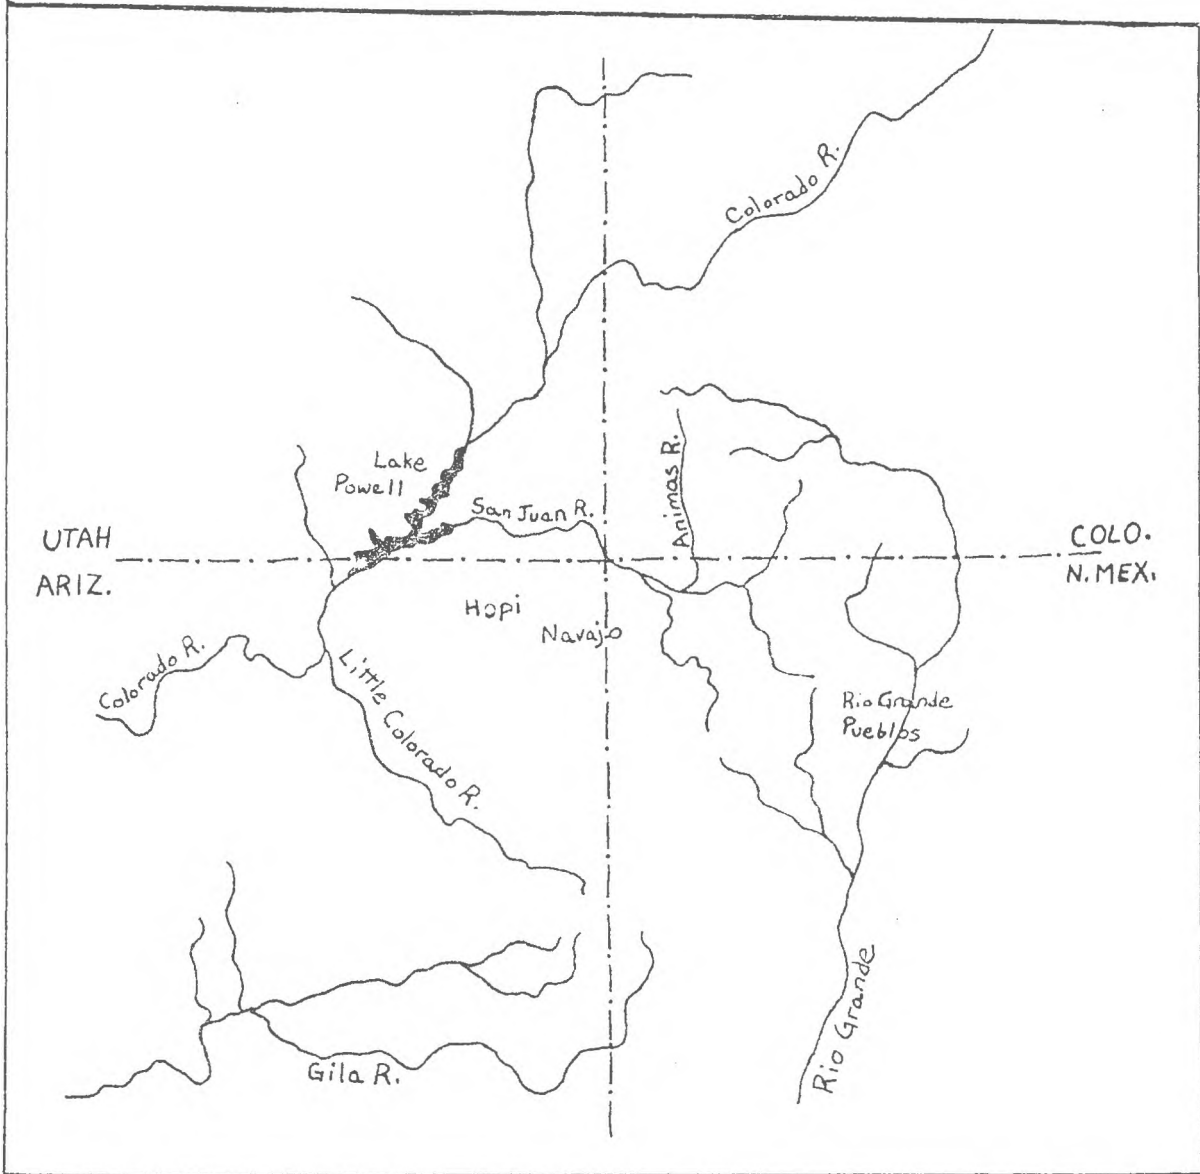 Colorado R.
Lake
Powell
San Juan R.
Animas R.
UTAH
ARIZ.
COLO.
N.MEX.
Hopi
Navajo
Colorado R.
Little Colorado R.
Rio Grande
Pueblos
Gila R.
Rio Grande